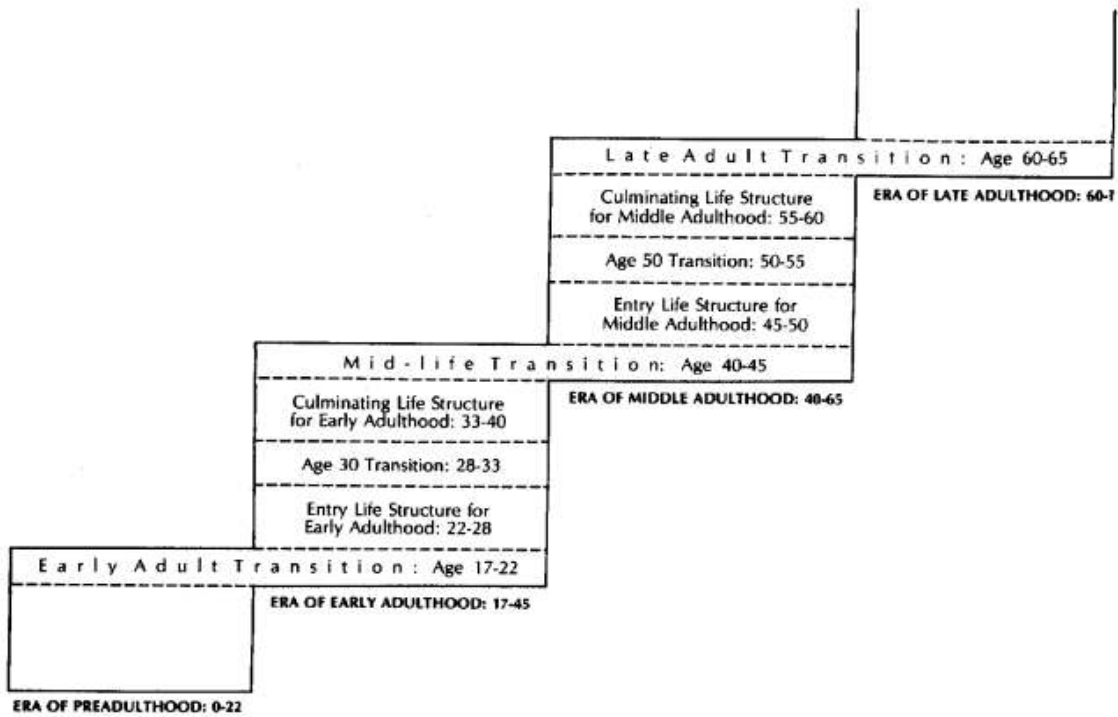 Late Adult Transition: Age 60-65
ERA OF LATE ADULTHOOD: 60-?
Culminating Life Structure
for Middle Adulthood: 55-60
Age 50 Transition: 50-55
Entry Life Structure for
Middle Adulthood: 45-50
Mid-life Transition: Age 40-45
ERA OF MIDDLE ADULTHOOD: 40-65
Culminating Life Structure
for Early Adulthood: 33-40
Age 30 Transition: 28-33
Entry Life Structure for
Early Adulthood: 22-28
Early Adult Transition: Age 17-22
ERA OF EARLY ADULTHOOD: 17-45
ERA OF PREADULTHOOD: 0-22